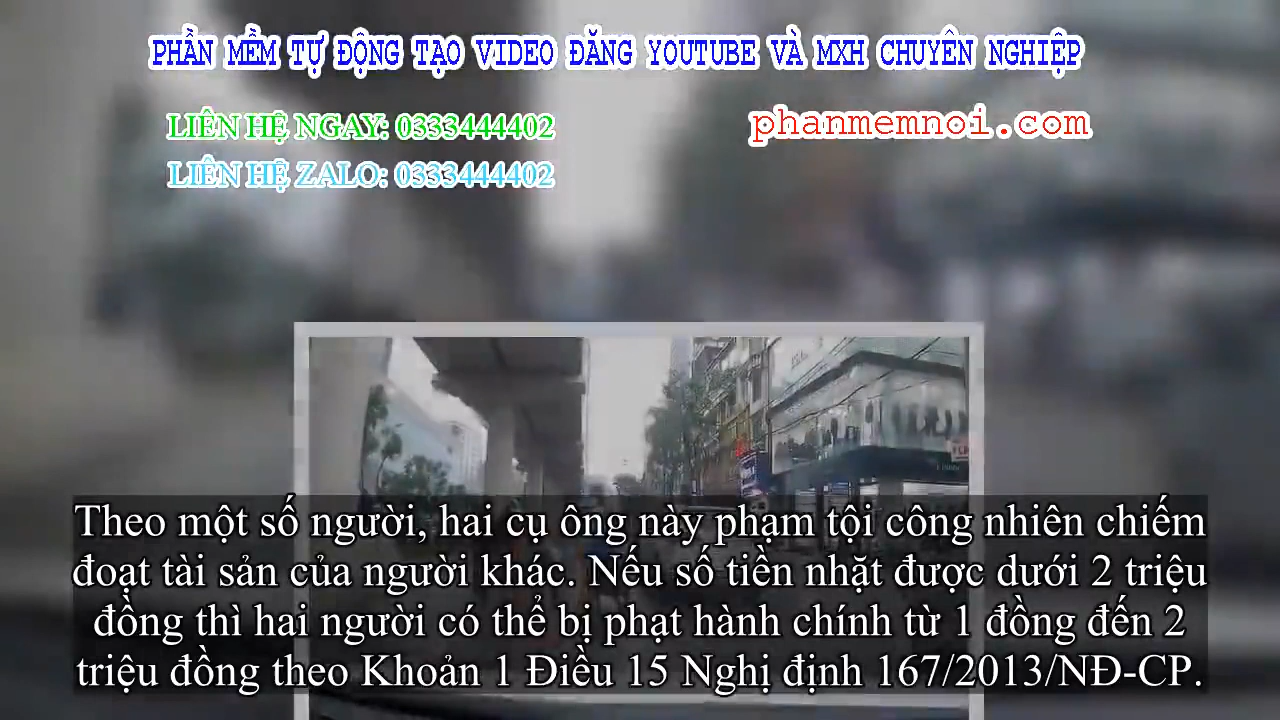 PHẦN MỀM TỰ ĐỘNG TẠO VIDEO ĐĂNG YOUTUBE VÀ MXH CHUYÊN NGHIỆP
LIÊN HỆ NGAY: 0333444402
phanmemnoi.com
LIÊN HỆ ZALO: 0333444402
Theo một số người, hai cụ ông này phạm tội công nhiên chiếm
đoạt tài sản của người khác. Nếu số tiền nhặt được dưới 2 triệu
đồng thì hai người có thể bị phạt hành chính từ 1 đồng đến 2
triệu đồng theo Khoản 1 Điều 15 Nghị định 167/2013/NĐ-CP.